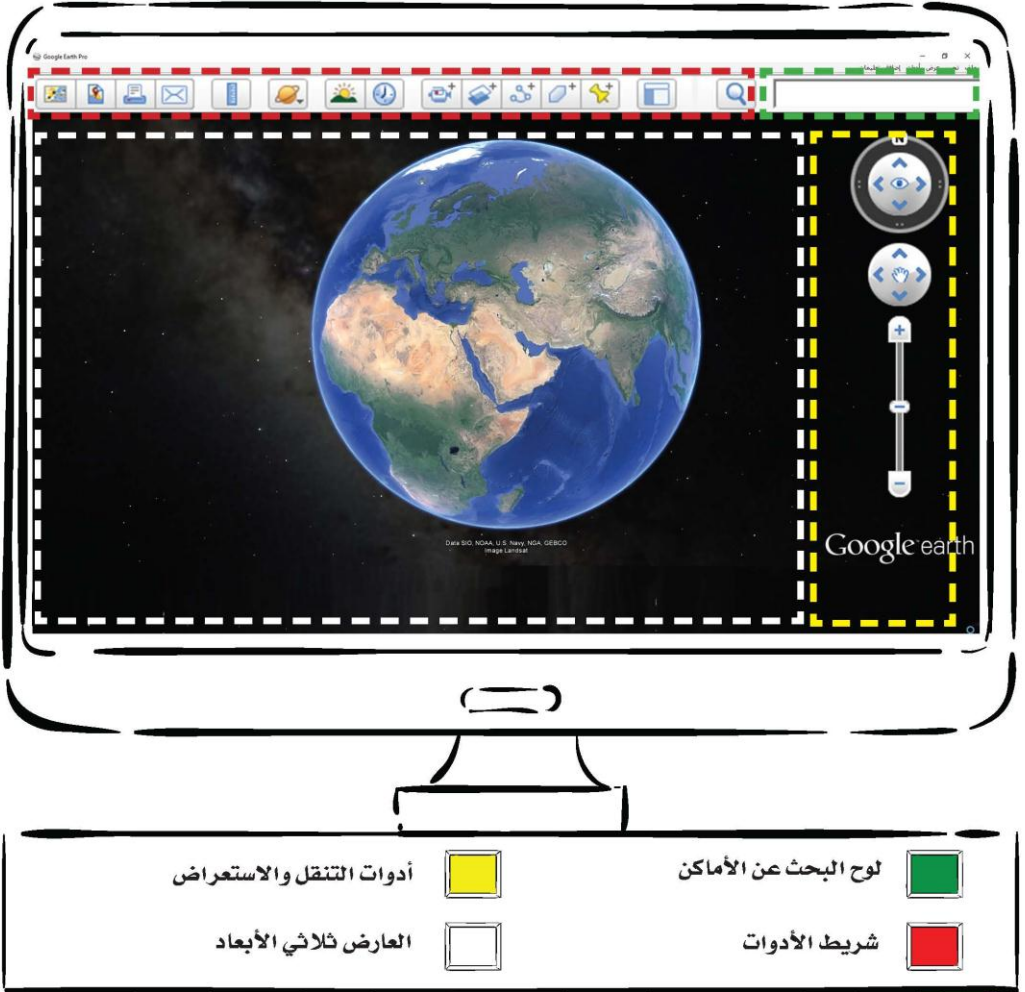 Google Earth Pro
N
Data SIO, NOAA, U.S. Navy, NGA, GEBCO
Image Landsat
Google earth
لوح البحث عن الأماكن
أدوات التنقل والاستعراض
شريط الأدوات
العارض ثلاثي الأبعاد